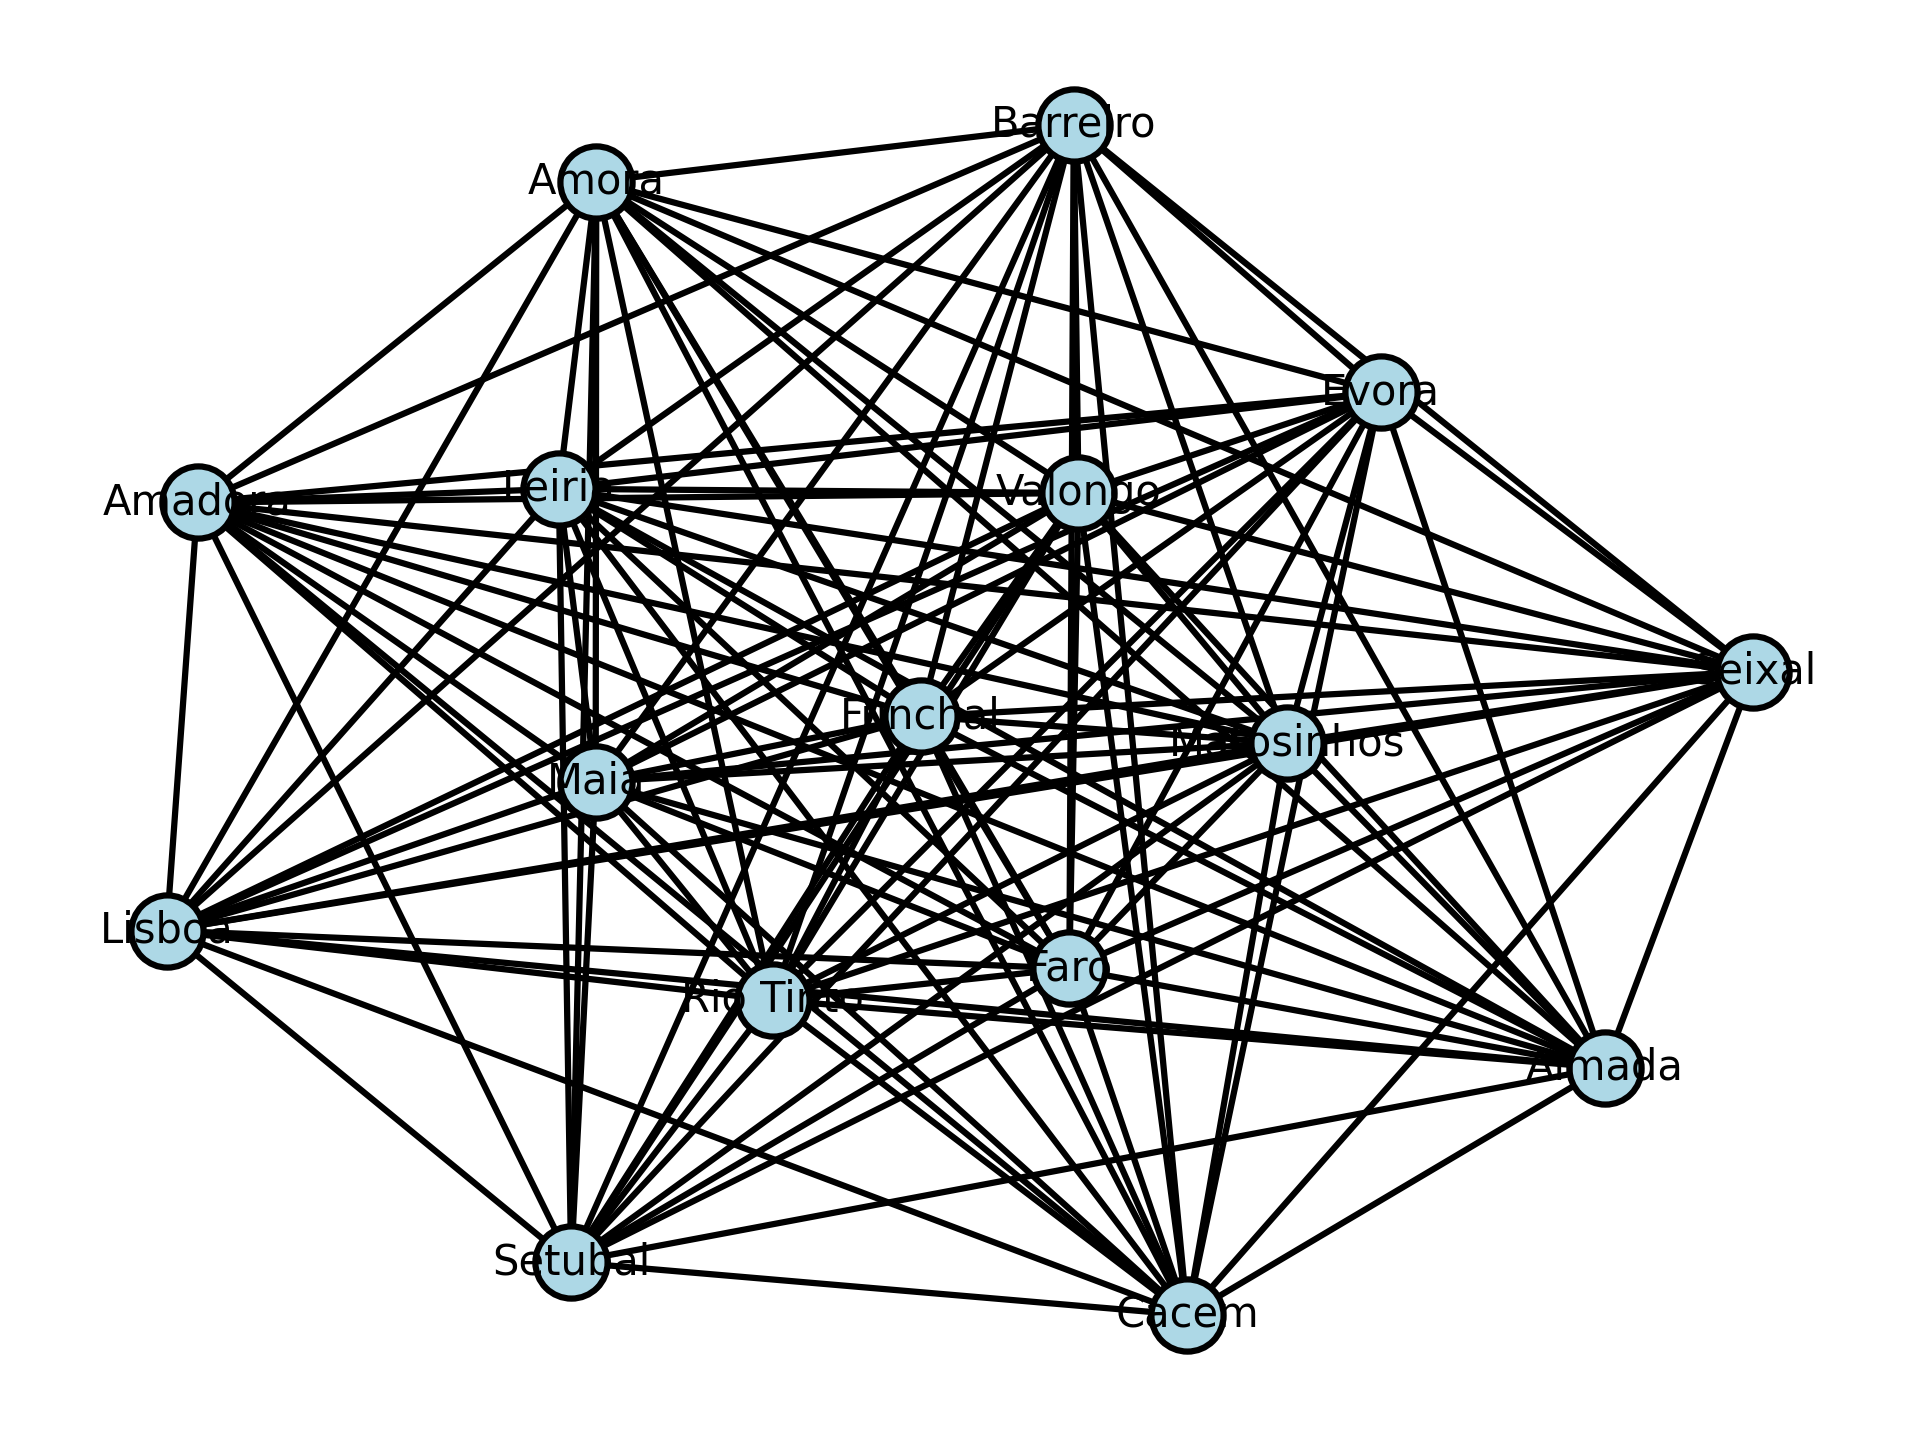 Barreiro
Amora
Evora
Leiria
Valongo
Amadora
Seixal
Funchal
Matosinhos
Maia
Lisboa
Faro
Rio Tinto
Almada
Setubal
Cacem